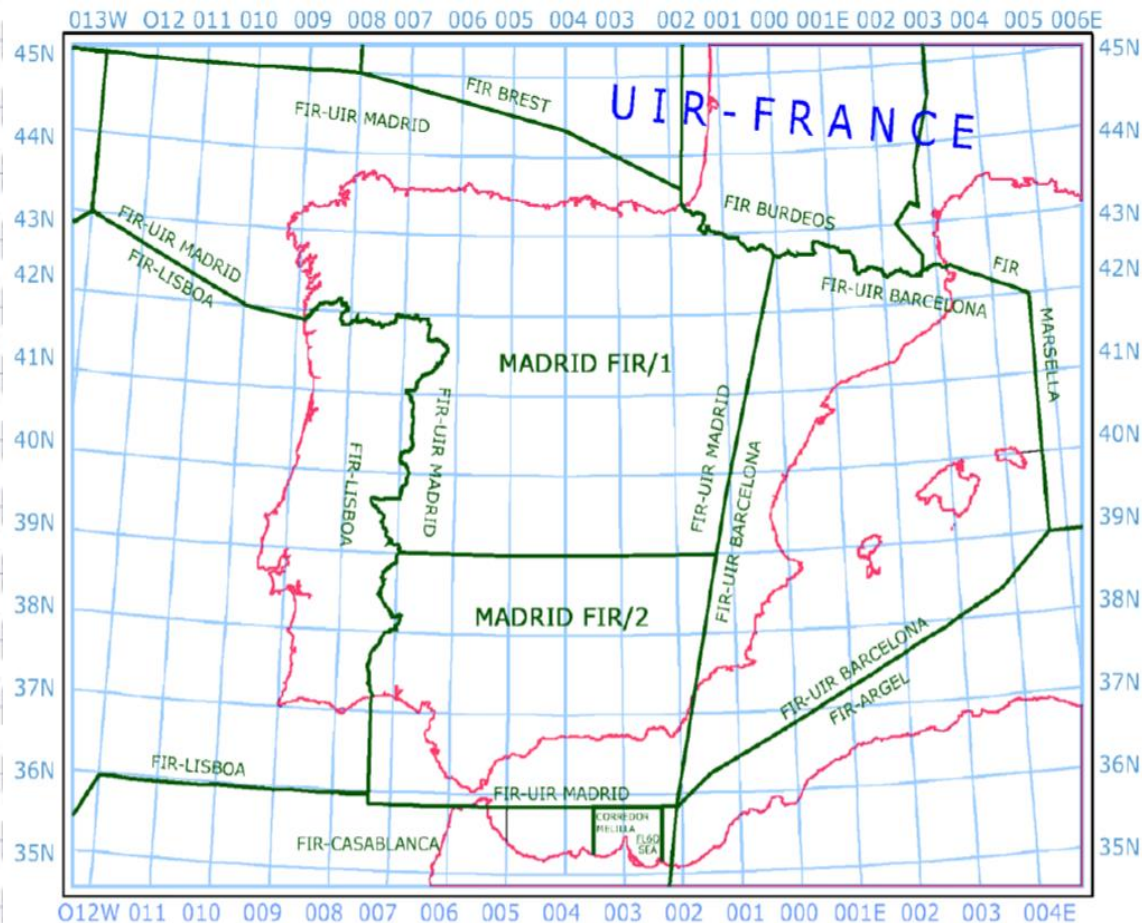 013W O12 011 010 009 008 007 006 005 004 003 002 001 000 001E 002 003 004 005 006E
45N 45N
FIR BREST
UIR-FRANCE
FIR-UIR MADRID
44N 44N
43N 43N
FIR BURDEOS
FIR-UIR MADRID
FIR-LISBOA
42N 42N
FIR
FIR-UIR BARCELONA
MARSELLA
41N 41N
MADRID FIR/1
FIR-UIR MADRID
FIR-LISBOA
FIR-UIR MADRID
FIR-UIR BARCELONA
40N 40N
39N 39N
38N 38N
MADRID FIR/2
37N 37N
FIR-UIR BARCELONA
FIR-ARGEL
36N 36N
FIR-LISBOA
FIR-UIR MADRID
CORREDOR
MELILLA
FL60
SEA
FIR-CASABLANCA
35N 35N
O12W 011 010 009 008 007 006 005 004 003 002 001 000 001E 002 003 004E